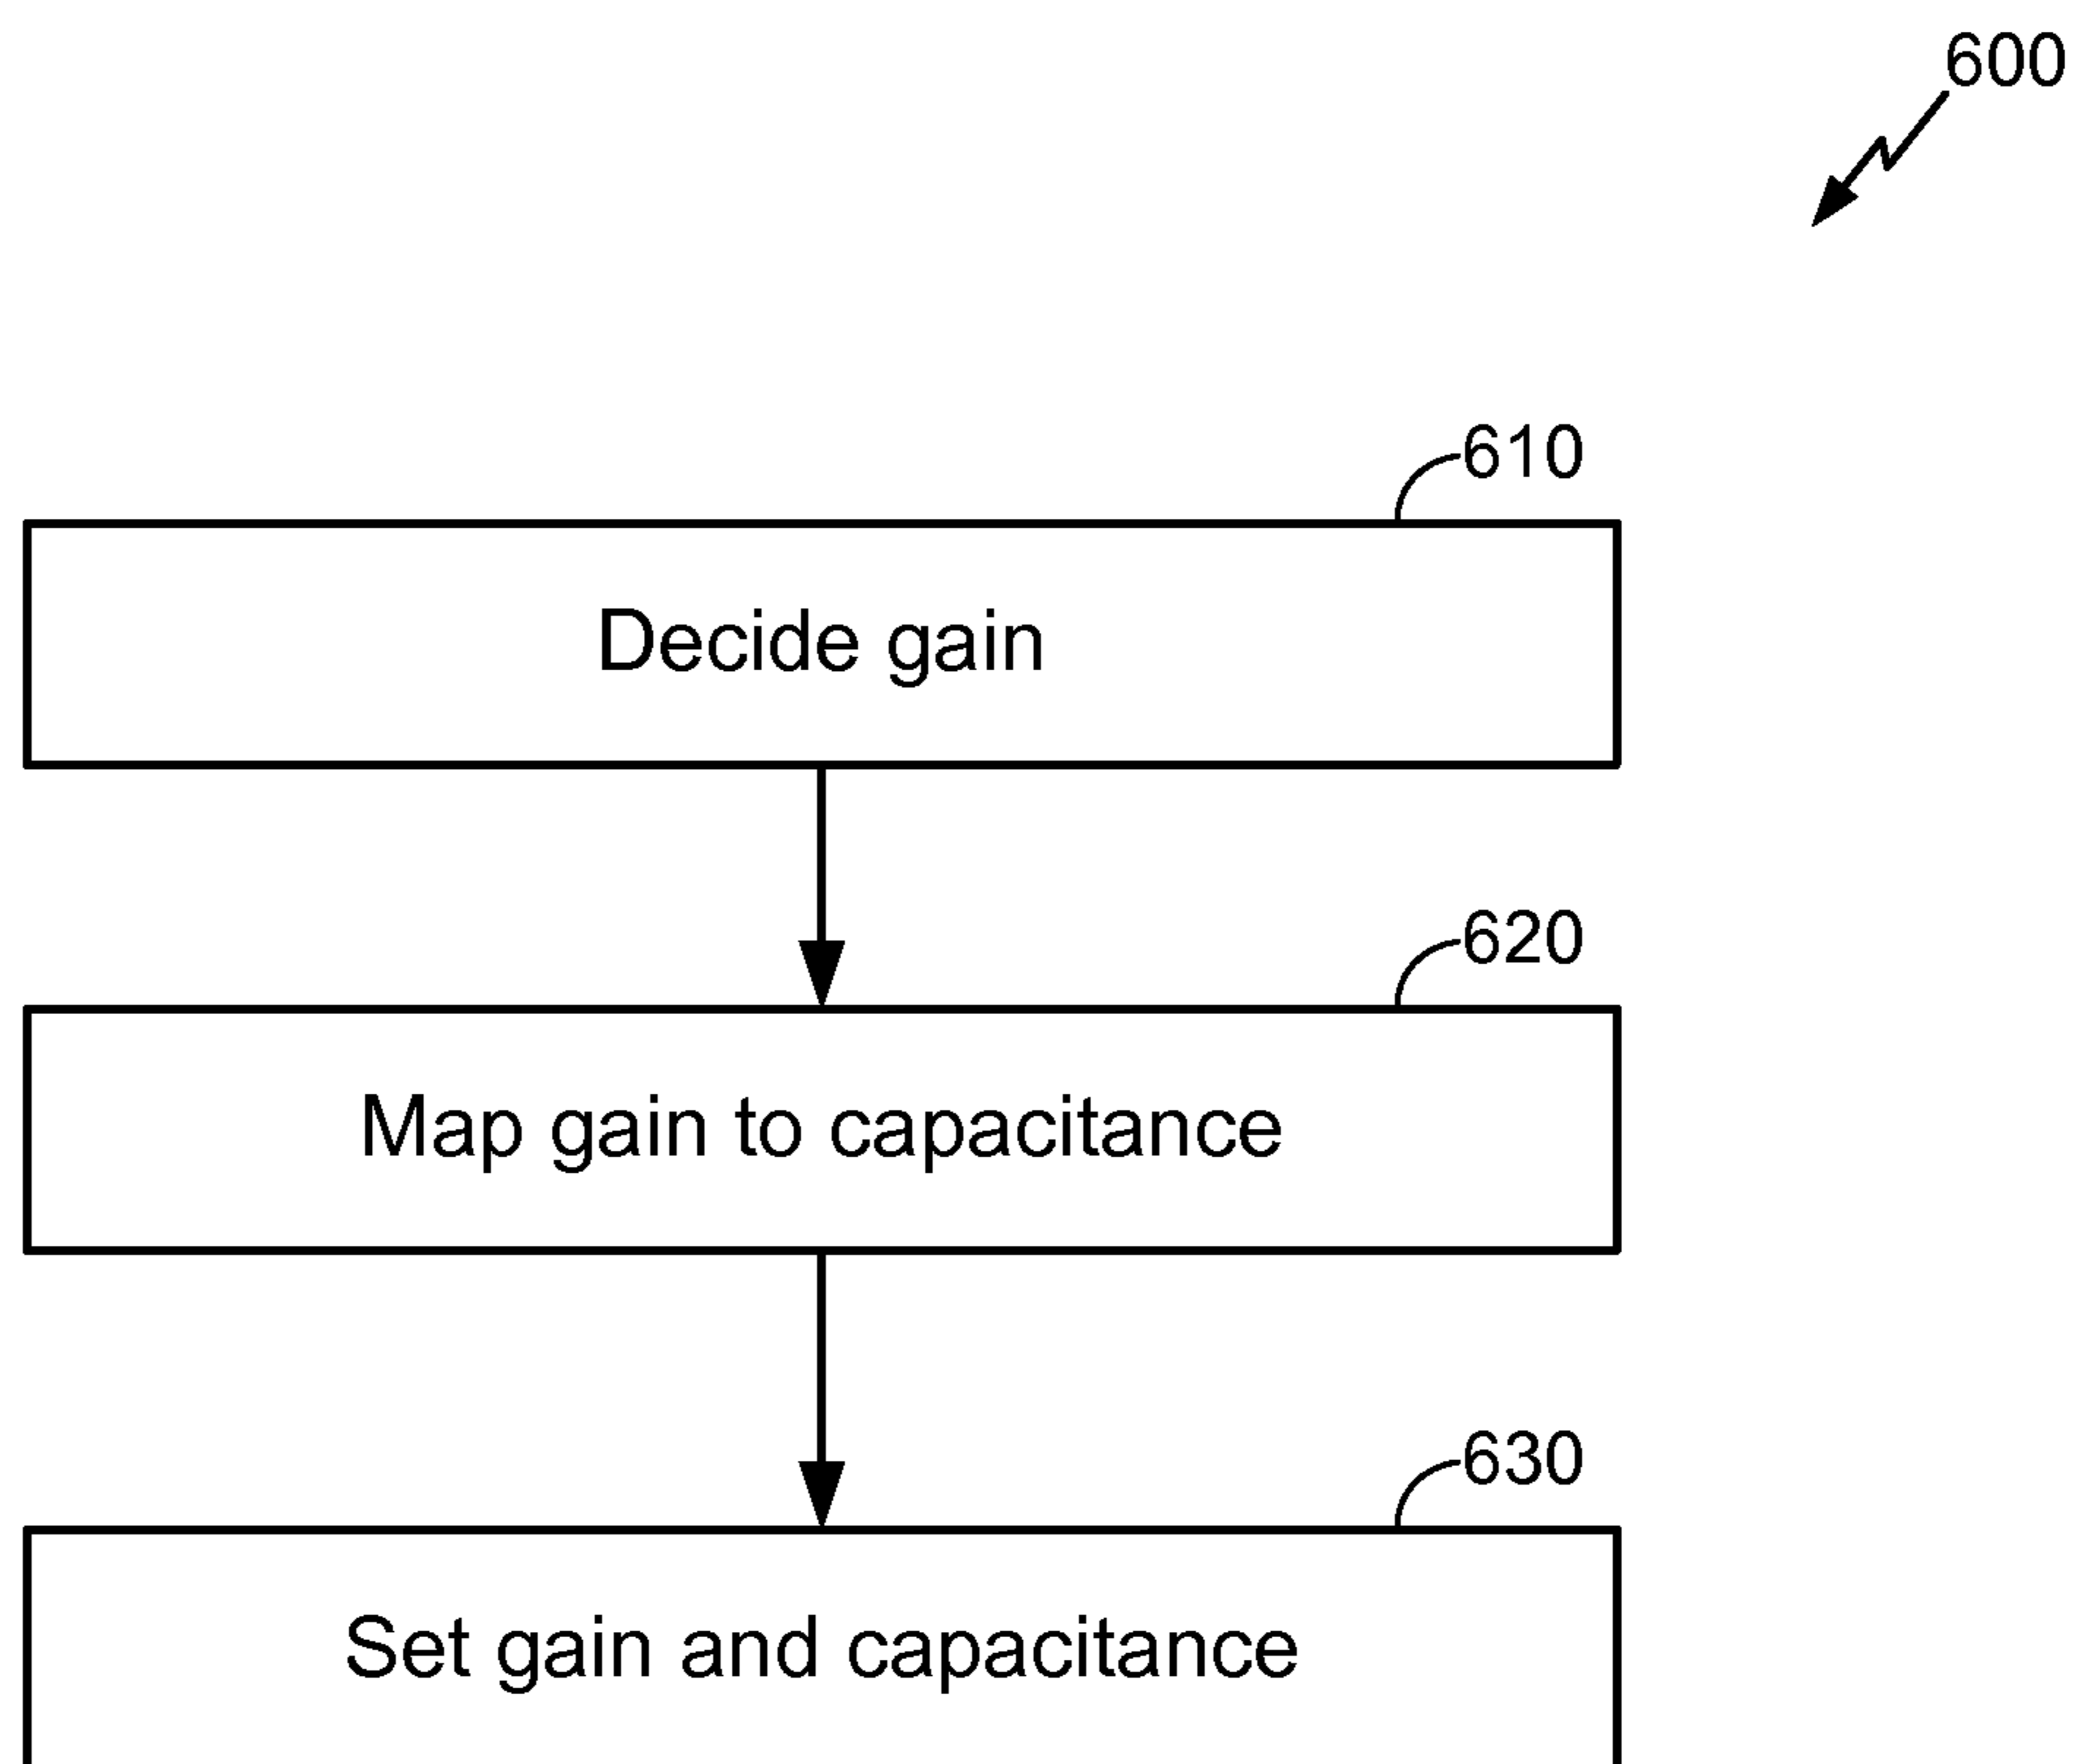 600
610
Decide gain
620
Map gain to capacitance
630
Set gain and capacitance